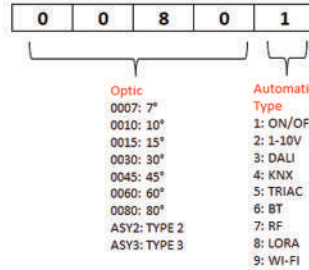 0 0 8 0 1
Optic
0007: 7°
0010: 10°
0015: 15°
0030: 30°
0045: 45°
0060: 60°
0080: 80°
ASY2: TYPE 2
ASY3: TYPE 3
Automati
Type
1: ON/OF
2: 1-10V
3: DALI
4: KNX
5: TRIAC
6: BT
7: RF
8: LORA
9: WI-FI